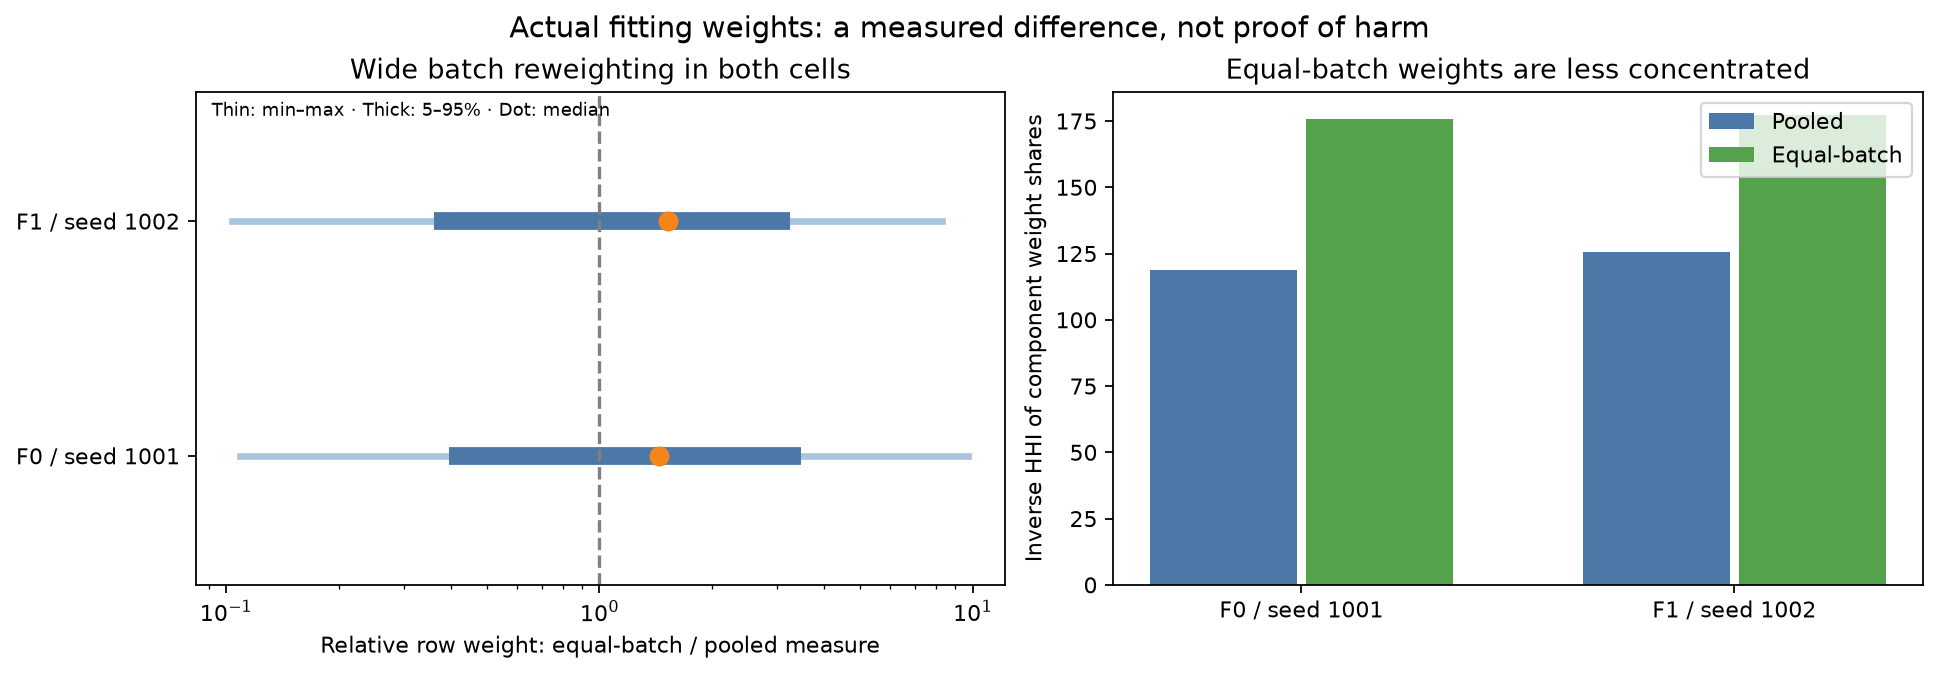 Actual fitting weights: a measured difference, not proof of harm
Wide batch reweighting in both cells
Thin: min–max · Thick: 5–95% · Dot: median
F1 / seed 1002
F0 / seed 1001
10⁻¹
10⁰
10¹
Relative row weight: equal-batch / pooled measure
Equal-batch weights are less concentrated
Inverse HHI of component weight shares
175
150
125
100
75
50
25
0
Pooled
Equal-batch
F0 / seed 1001
F1 / seed 1002